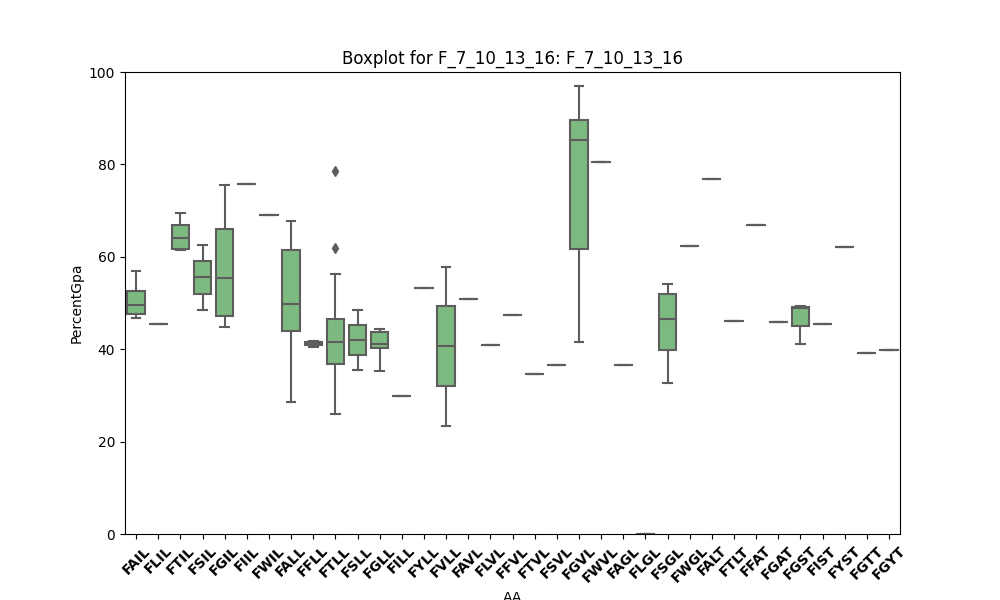 Boxplot for F_7_10_13_16: F_7_10_13_16
100
80
60
40
20
0
PercentGpa
FAIL FLIL FTIL FSIL FGIL FIIL FWIL FALL FFLL FTLL FSLL FGLL FILL FYLL FVLL FAVL FLVL FFVL FTVL FSVL FGVL FWVL FAGL FLGL FSGL FWGL FALT FTLT FFAT FGAT FGST FIST FYST FGTT FGYT
AA